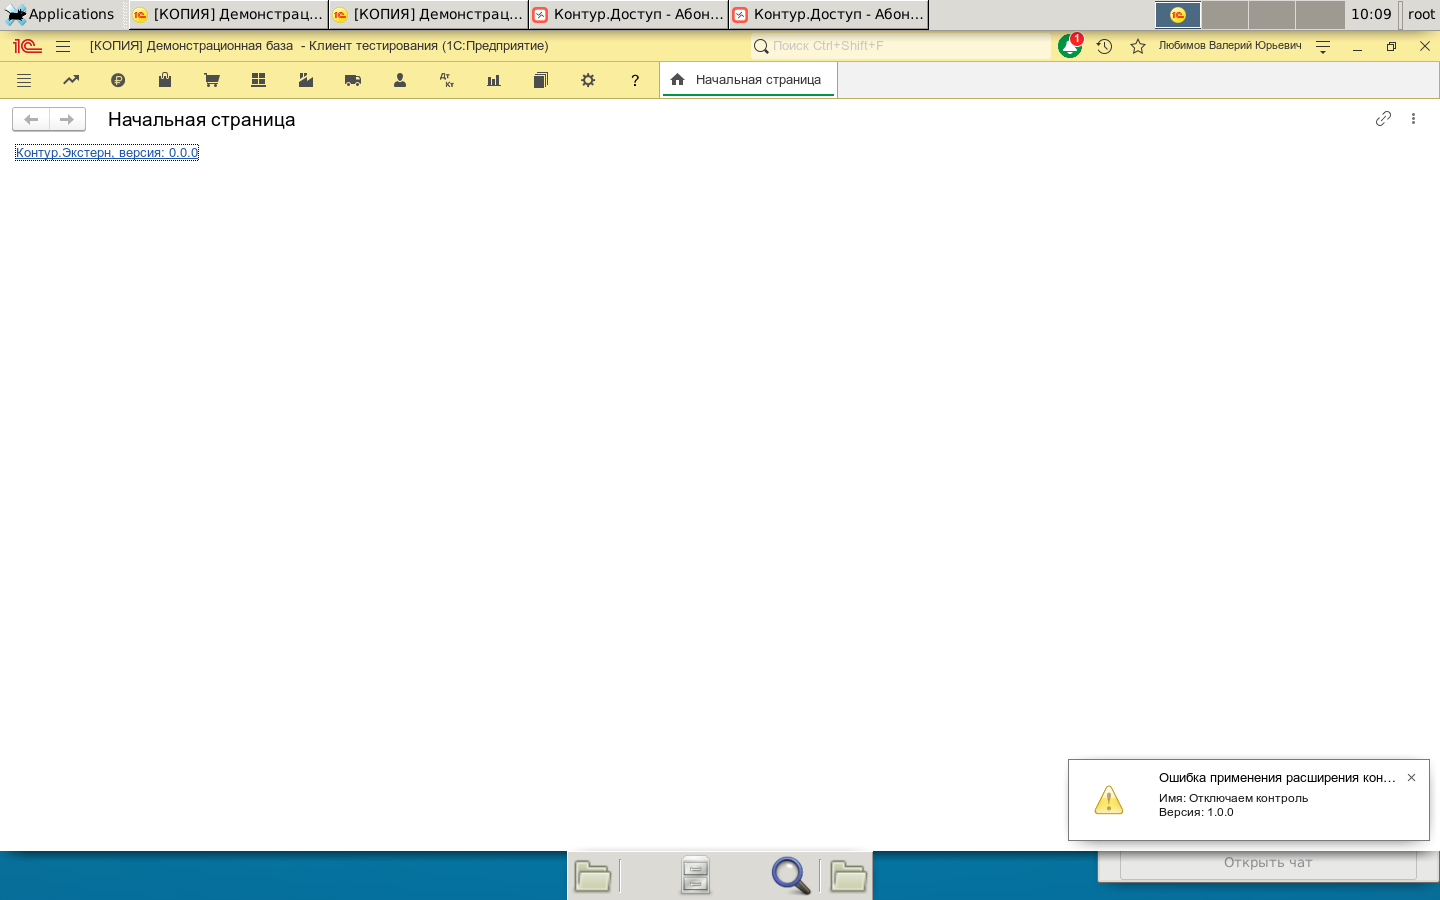 Applications
[КОПИЯ] Демонстрац...
[КОПИЯ] Демонстрац...
Контур.Доступ - Абон...
Контур.Доступ - Абон...
10:09
root
[КОПИЯ] Демонстрационная база - Клиент тестирования (1С:Предприятие)
Поиск Ctrl+Shift+F
1
Любимов Валерий Юрьевич
Дт
Кт
?
Начальная страница
Начальная страница
Контур.Экстерн, версия: 0.0.0
Ошибка применения расширения кон...
Имя: Отключаем контроль
Версия: 1.0.0
Открыть чат